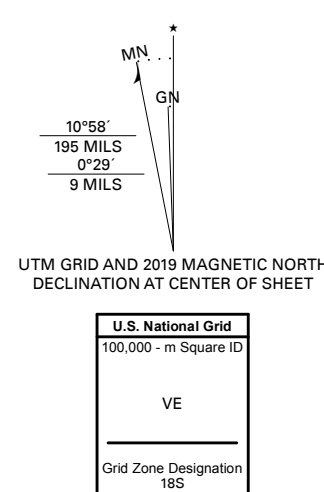 ★
MN
GN
10°58´
195 MILS
0°29´
9 MILS
UTM GRID AND 2019 MAGNETIC NORTH
DECLINATION AT CENTER OF SHEET
U.S. National Grid
100,000 - m Square ID
VE
Grid Zone Designation
18S